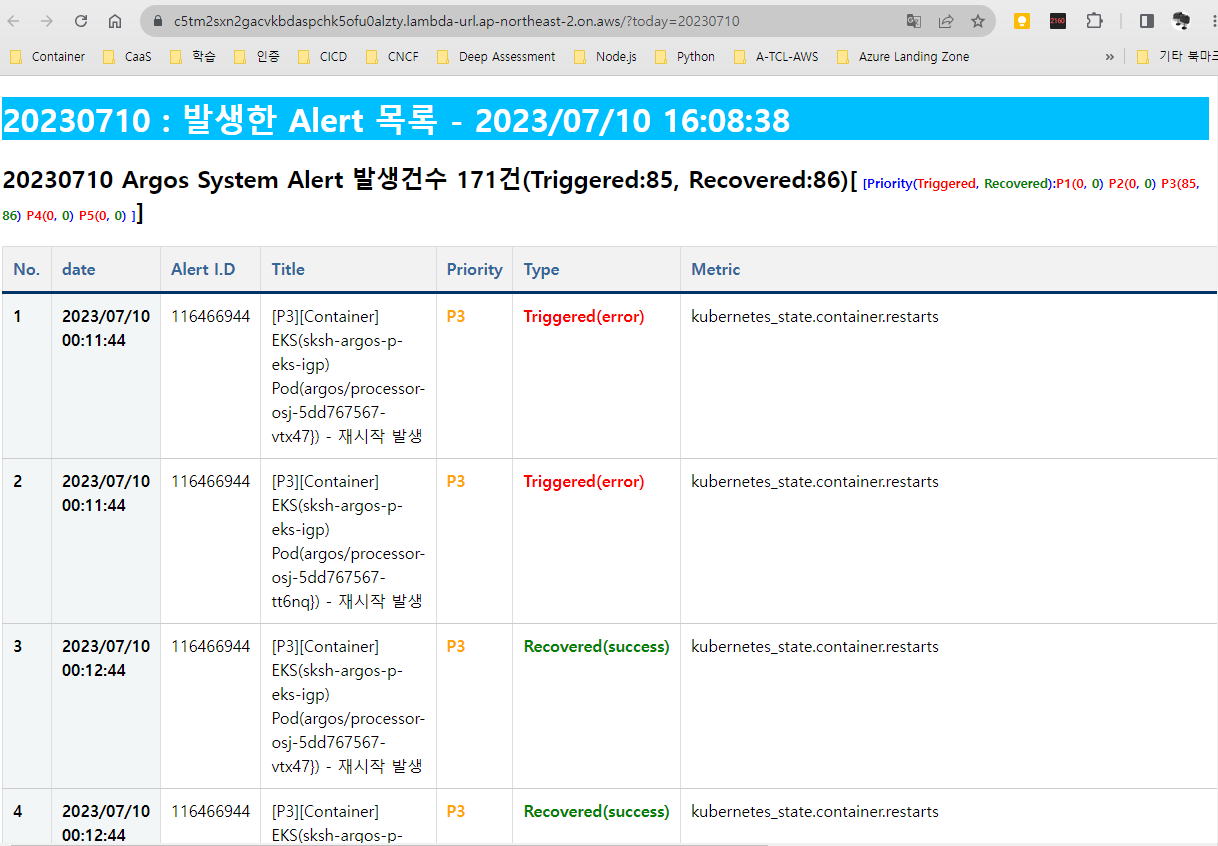 c5tm2sxn2gacvkbdaspchk5ofu0alzty.lambda-url.ap-northeast-2.on.aws/?today=20230710
2160
Container CaaS 학습 인증 CICD CNCF Deep Assessment Node.js Python A-TCL-AWS Azure Landing Zone » 기타 북마크
20230710 : 발생한 Alert 목록 - 2023/07/10 16:08:38
20230710 Argos System Alert 발생건수 171건(Triggered:85, Recovered:86)[ [Priority(Triggered, Recovered):P1(0, 0) P2(0, 0) P3(85,
86) P4(0, 0) P5(0, 0) ]]
No. date Alert I.D Title Priority Type Metric
1 2023/07/10 116466944 [P3][Container] P3 Triggered(error) kubernetes_state.container.restarts
00:11:44 EKS(sksh-argos-p-
eks-igp)
Pod(argos/processor-
osj-5dd767567-
vtx47}) - 재시작 발생
2 2023/07/10 116466944 [P3][Container] P3 Triggered(error) kubernetes_state.container.restarts
00:11:44 EKS(sksh-argos-p-
eks-igp)
Pod(argos/processor-
osj-5dd767567-
tt6nq}) - 재시작 발생
3 2023/07/10 116466944 [P3][Container] P3 Recovered(success) kubernetes_state.container.restarts
00:12:44 EKS(sksh-argos-p-
eks-igp)
Pod(argos/processor-
osj-5dd767567-
vtx47}) - 재시작 발생
4 2023/07/10 116466944 [P3][Container] P3 Recovered(success) kubernetes_state.container.restarts
00:12:44 EKS(sksh-argos-p-